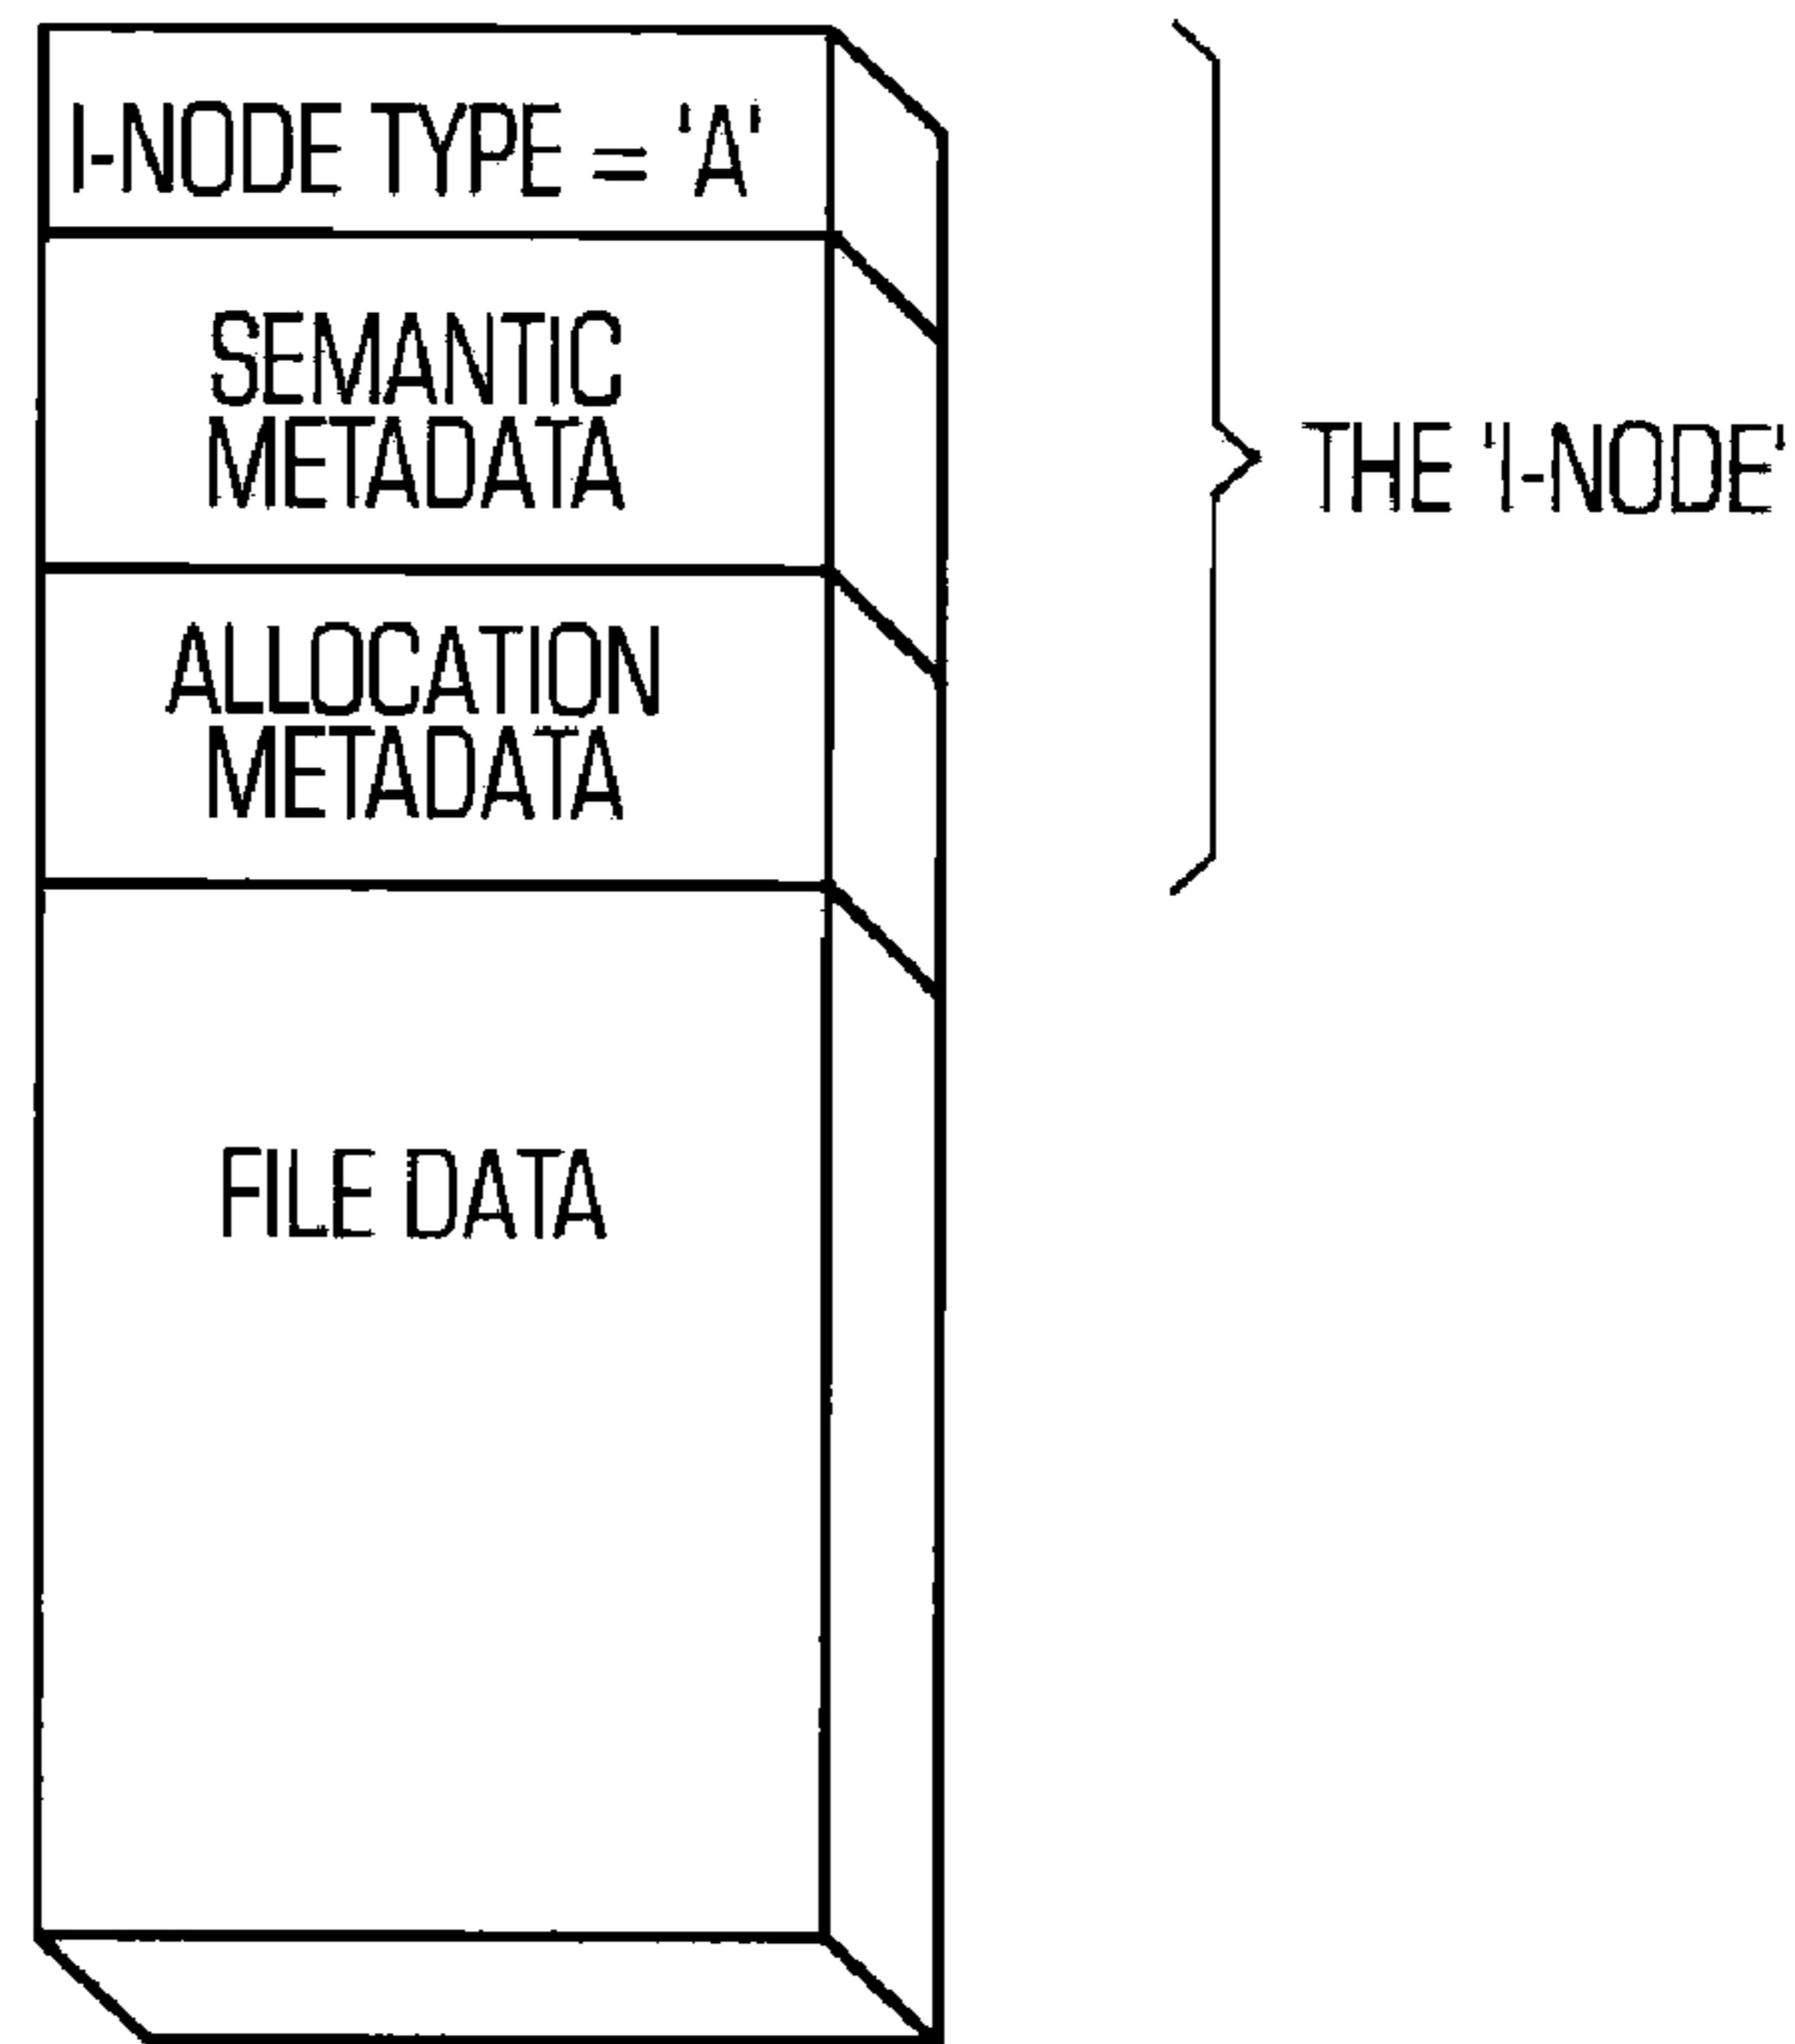 I-NODE TYPE = 'A'
SEMANTIC
METADATA
ALLOCATION
METADATA
FILE DATA
THE 'I-NODE'